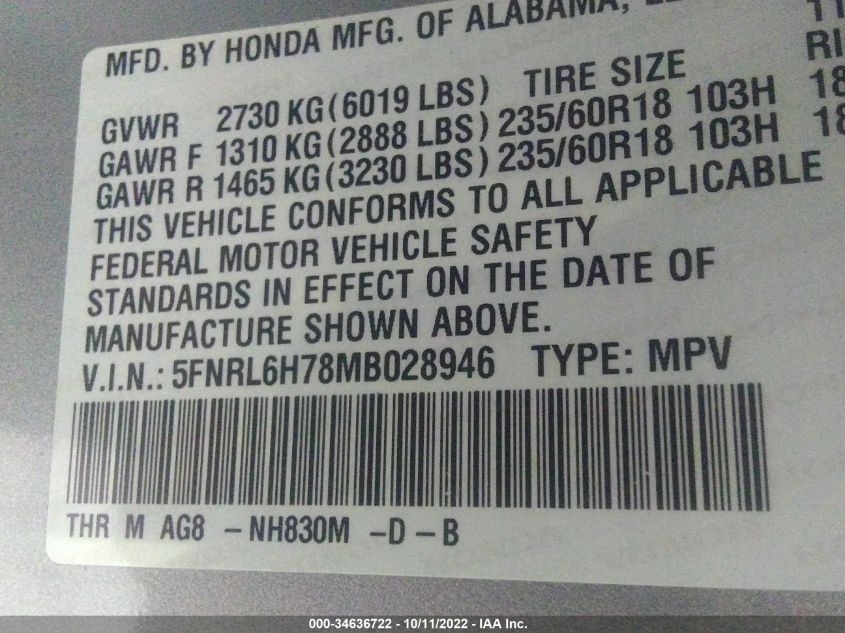 MFD. BY HONDA MFG. OF ALABAMA,
GVWR 2730 KG (6019 LBS) TIRE SIZE
GAWR F 1310 KG (2888 LBS) 235/60R18 103H 18
GAWR R 1465 KG (3230 LBS) 235/60R18 103H 18
THIS VEHICLE CONFORMS TO ALL APPLICABLE
FEDERAL MOTOR VEHICLE SAFETY
STANDARDS IN EFFECT ON THE DATE OF
MANUFACTURE SHOWN ABOVE.
V.I.N.: 5FNRL6H78MB028946 TYPE: MPV
THR M AG8 - NH830M - D - B
000-34636722 - 10/11/2022 - IAA Inc.